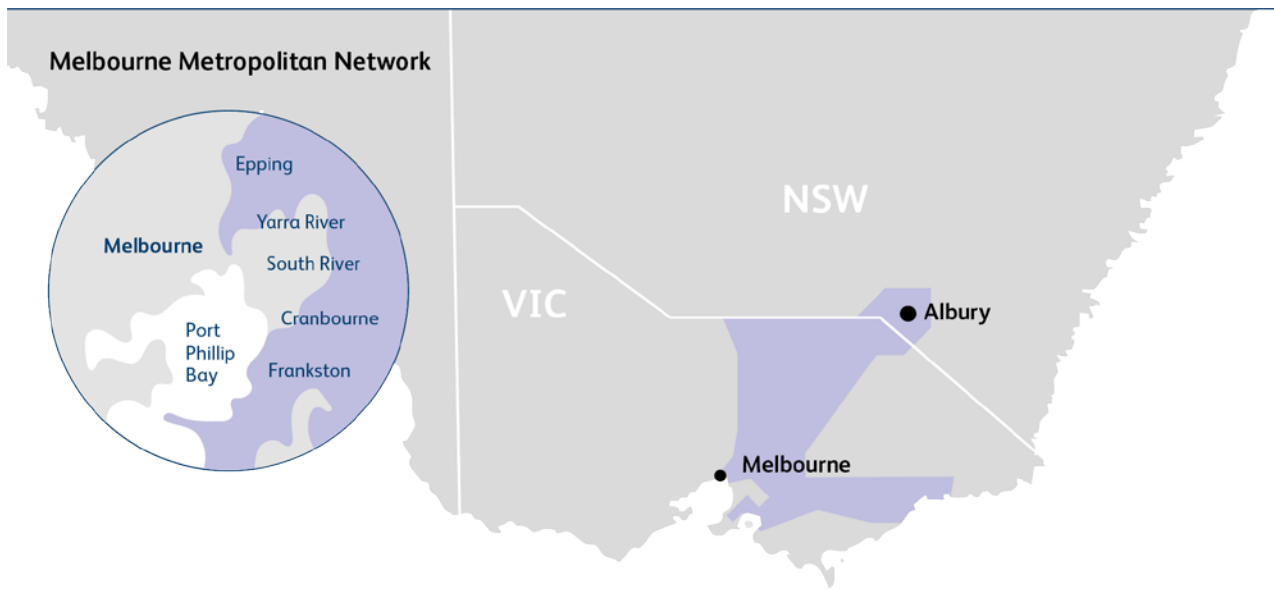 Melbourne Metropolitan Network
Epping
Yarra River
Melbourne
South River
Cranbourne
Port
Phillip
Bay
Frankston
NSW
VIC
Albury
Melbourne